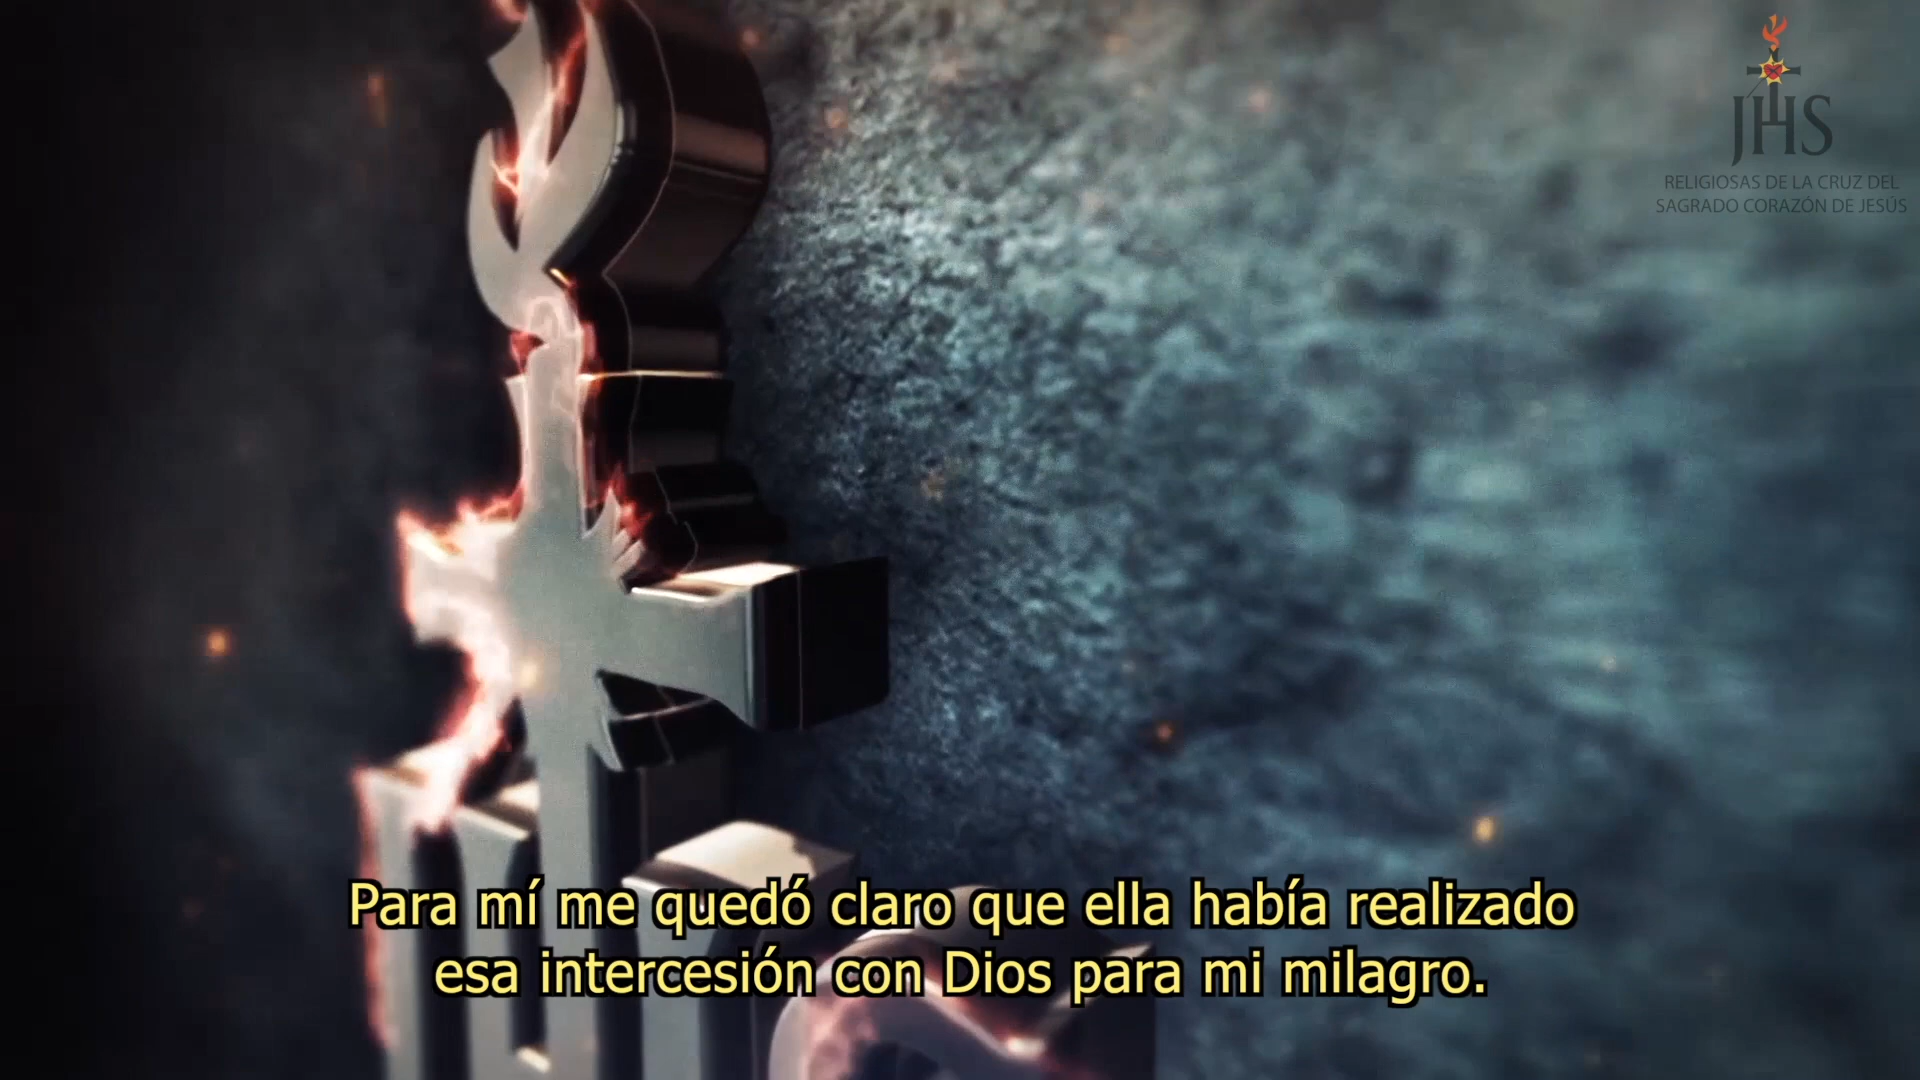 JHS
RELIGIOSAS DE LA CRUZ DEL
SAGRADO CORAZÓN DE JESÚS
Para mí me quedó claro que ella había realizado
esa intercesión con Dios para mi milagro.